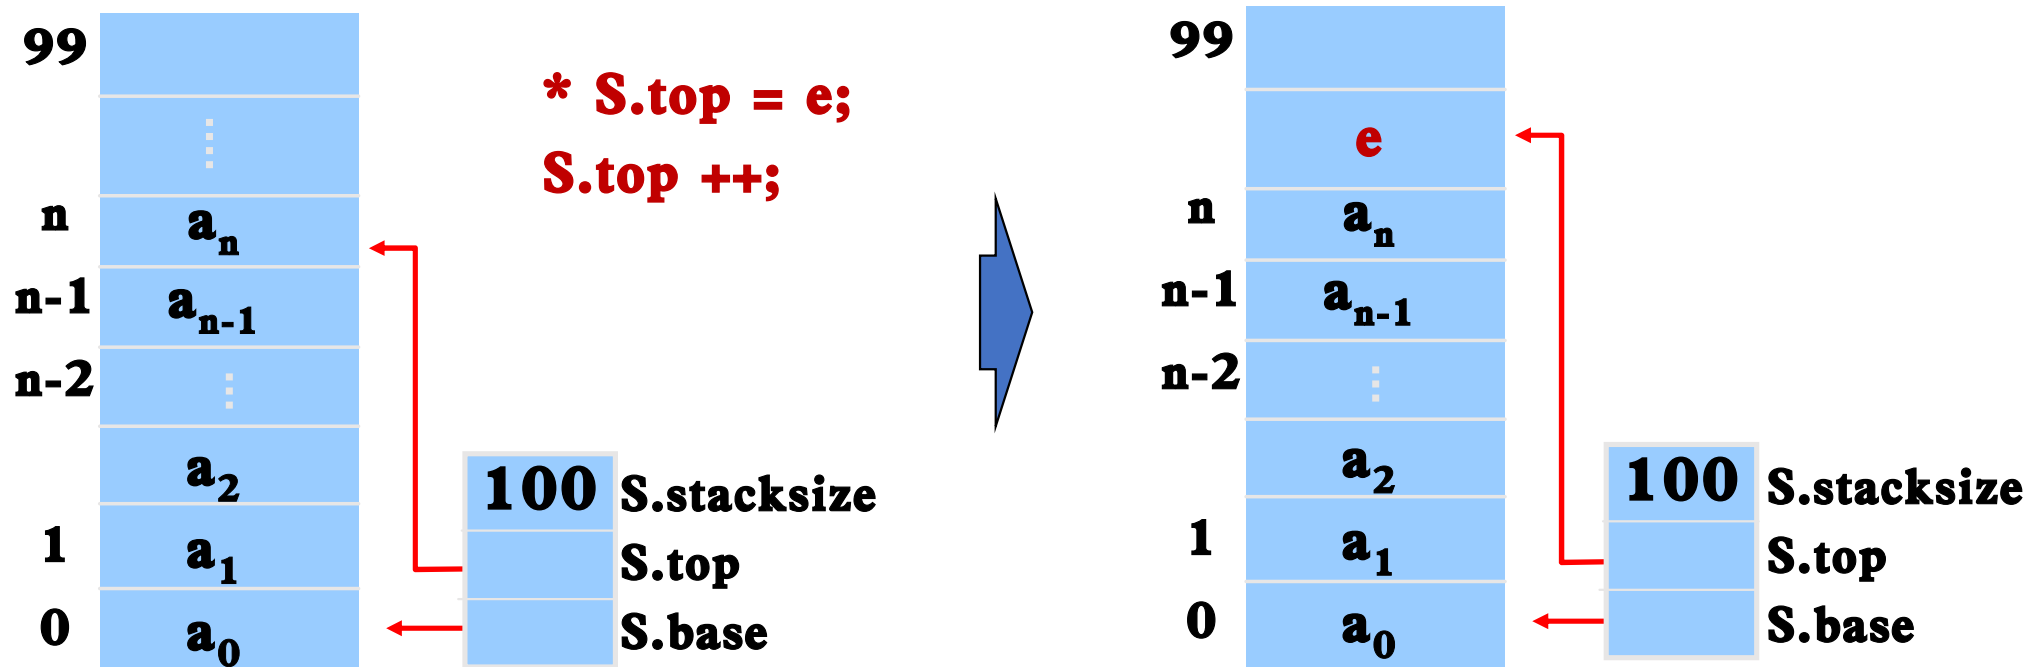 99
* S.top = e;
S.top ++;
n aₙ
n-1 aₙ₋₁
n-2
a₂
1 a₁
0 a₀
100 S.stacksize
S.top
S.base
99
e
n aₙ
n-1 aₙ₋₁
n-2
a₂
1 a₁
0 a₀
100 S.stacksize
S.top
S.base